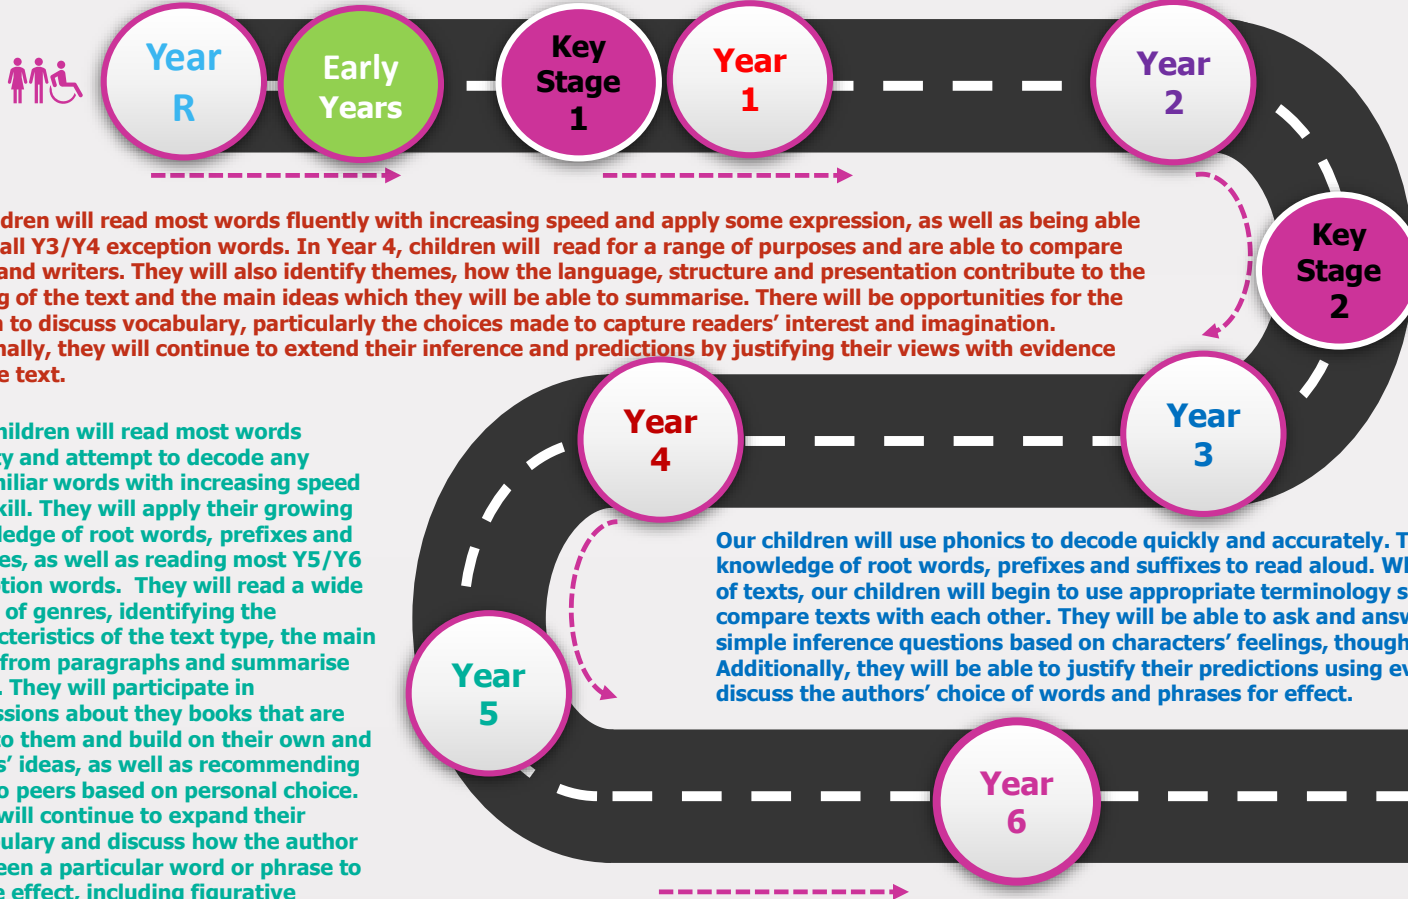 Year
R
Early
Years
Key
Stage
1
Year
1
Year
2
Key
Stage
2
dren will read most words fluently with increasing speed and apply some expression, as well as being able
all Y3/Y4 exception words. In Year 4, children will read for a range of purposes and are able to compare
and writers. They will also identify themes, how the language, structure and presentation contribute to the
g of the text and the main ideas which they will be able to summarise. There will be opportunities for the
n to discuss vocabulary, particularly the choices made to capture readers’ interest and imagination.
nally, they will continue to extend their inference and predictions by justifying their views with evidence
e text.
Year
4
Year
3
hildren will read most words
ty and attempt to decode any
miliar words with increasing speed
kill. They will apply their growing
ledge of root words, prefixes and
es, as well as reading most Y5/Y6
tion words. They will read a wide
of genres, identifying the
cteristics of the text type, the main
from paragraphs and summarise
. They will participate in
ssions about they books that are
to them and build on their own and
s’ ideas, as well as recommending
o peers based on personal choice.
will continue to expand their
ulary and discuss how the author
een a particular word or phrase to
e effect, including figurative
Our children will use phonics to decode quickly and accurately. T
knowledge of root words, prefixes and suffixes to read aloud. Wh
of texts, our children will begin to use appropriate terminology s
compare texts with each other. They will be able to ask and answ
simple inference questions based on characters’ feelings, though
Additionally, they will be able to justify their predictions using ev
discuss the authors’ choice of words and phrases for effect.
Year
5
Year
6